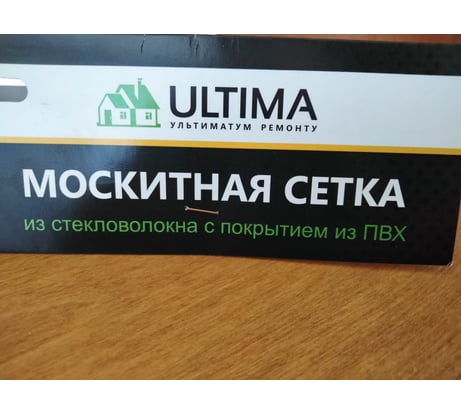 ULTIMA
УЛЬТИМАТУМ РЕМОНТУ
МОСКИТНАЯ СЕТКА
из стекловолокна с покрытием из ПВХ